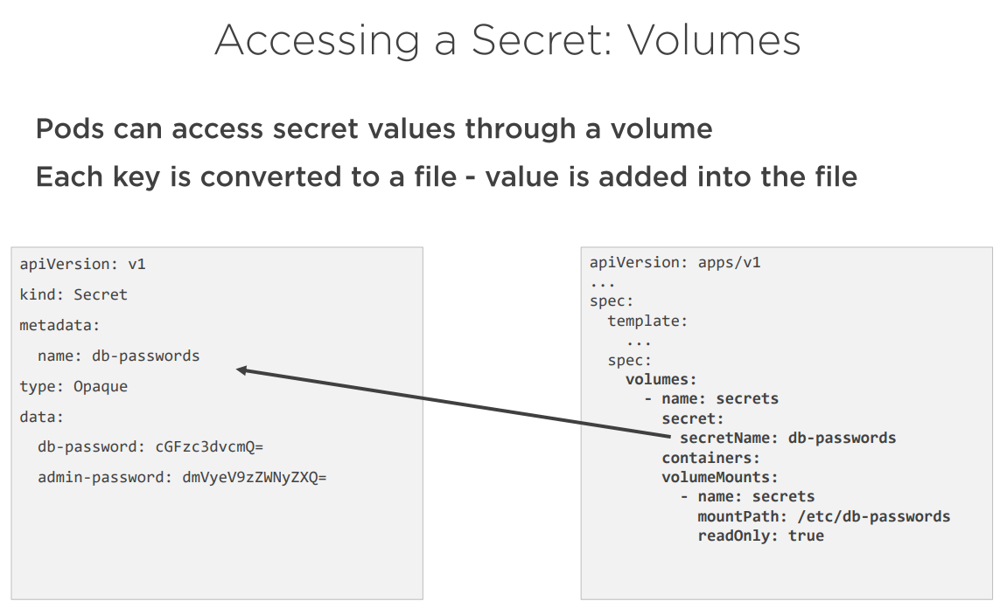 Accessing a Secret: Volumes
Pods can access secret values through a volume
Each key is converted to a file - value is added into the file
apiVersion: v1
kind: Secret
metadata:
  name: db-passwords
type: Opaque
data:
  db-password: cGFzc3dvcmQ=
  admin-password: dmVyeV9zZWNyZXQ=
apiVersion: apps/v1
...
spec:
  template:
    ...
  spec:
    volumes:
      - name: secrets
        secret:
          secretName: db-passwords
        containers:
        volumeMounts:
          - name: secrets
            mountPath: /etc/db-passwords
            readOnly: true